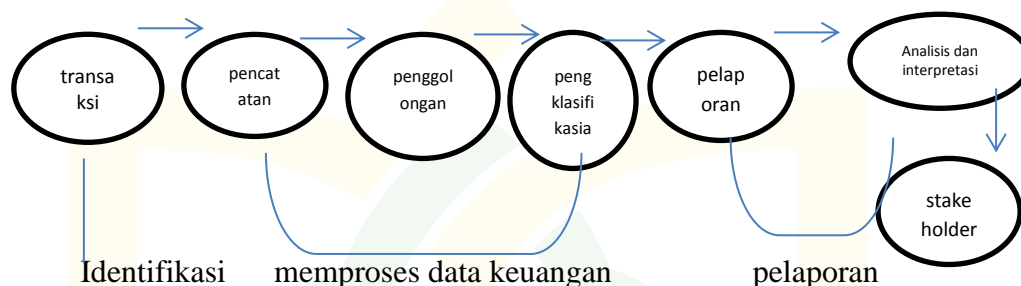 transa
ksi
pencat
atan
penggol
ongan
peng
klasifi
kasia
pelap
oran
Analisis dan
interpretasi
stake
holder
Identifikasi
memproses data keuangan
pelaporan